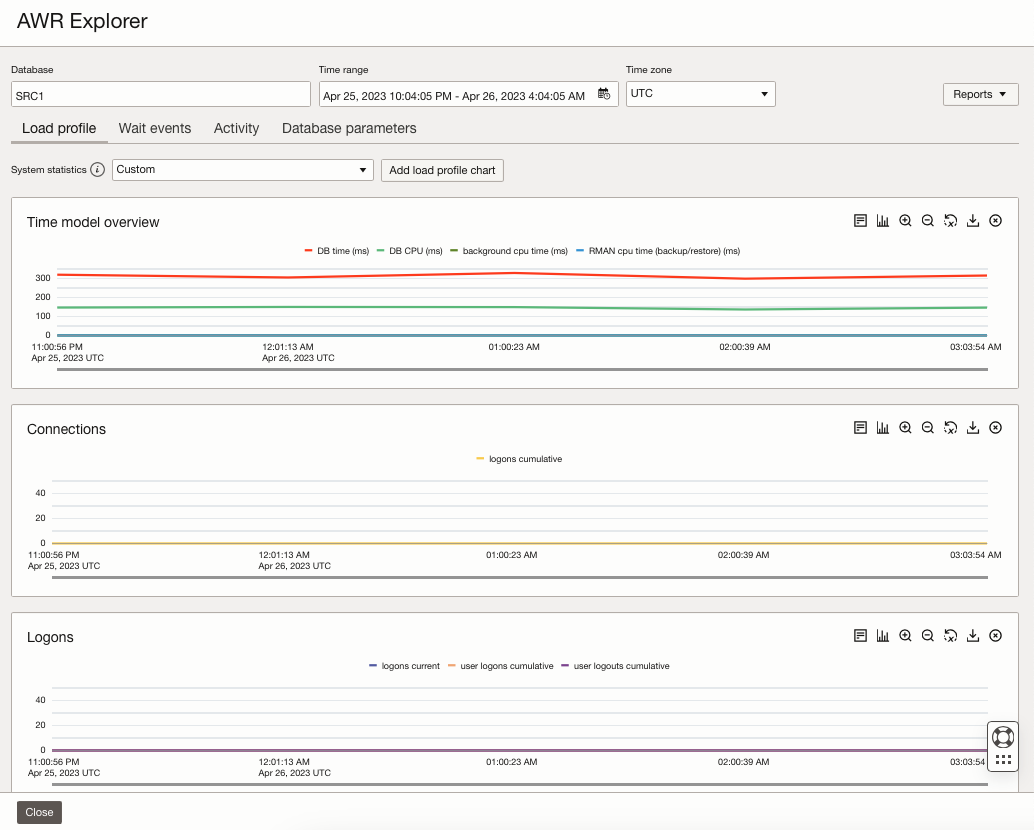 AWR Explorer
Database
Time range
Time zone
SRC1
Apr 25, 2023 10:04:05 PM - Apr 26, 2023 4:04:05 AM
UTC
Reports
Load profile
Wait events
Activity
Database parameters
System statistics
i
Custom
Add load profile chart
Time model overview
DB time (ms)
DB CPU (ms)
background cpu time (ms)
RMAN cpu time (backup/restore) (ms)
300
200
100
0
11:00:56 PM
Apr 25, 2023 UTC
12:01:13 AM
Apr 26, 2023 UTC
01:00:23 AM
02:00:39 AM
03:03:54 AM
Connections
logons cumulative
40
20
0
11:00:56 PM
Apr 25, 2023 UTC
12:01:13 AM
Apr 26, 2023 UTC
01:00:23 AM
02:00:39 AM
03:03:54 AM
Logons
logons current
user logons cumulative
user logouts cumulative
40
20
0
11:00:56 PM
Apr 25, 2023 UTC
12:01:13 AM
Apr 26, 2023 UTC
01:00:23 AM
02:00:39 AM
03:03:54
Close